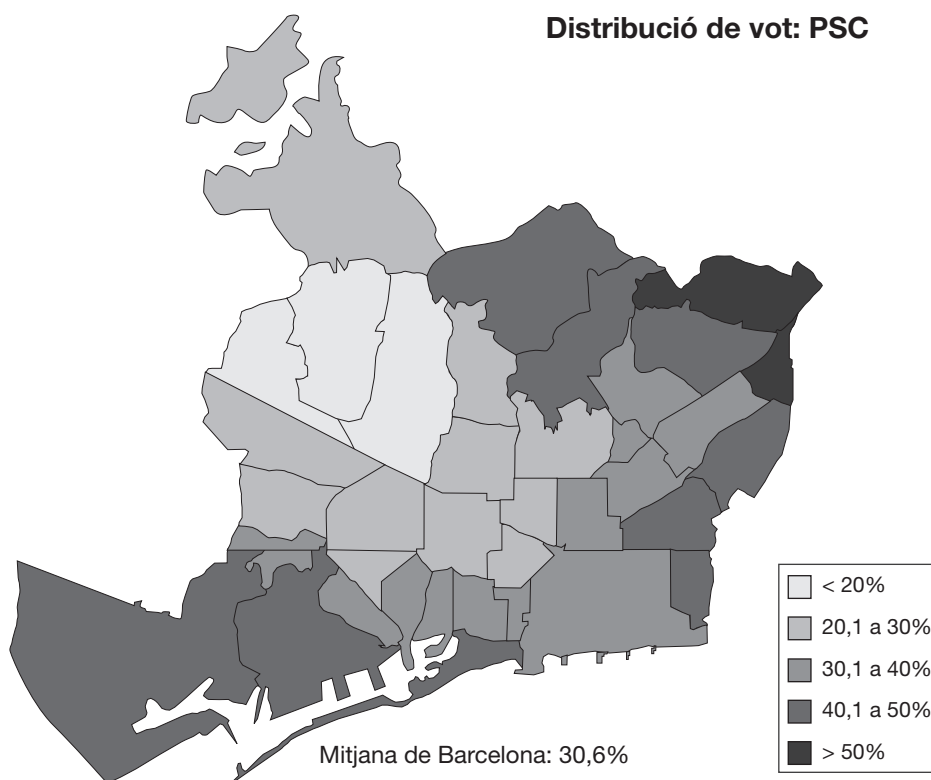 Distribució de vot: PSC
< 20%
20,1 a 30%
30,1 a 40%
40,1 a 50%
> 50%
Mitjana de Barcelona: 30,6%